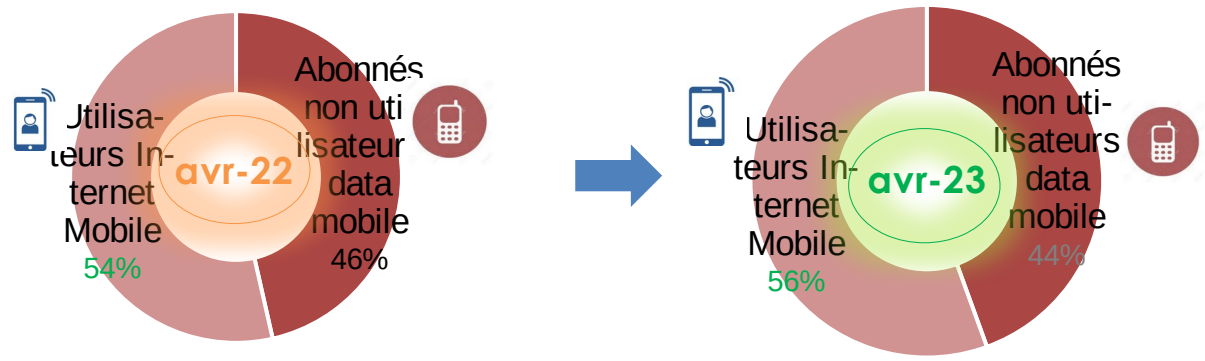 Utilisa-
teurs In-
ternet
Mobile
54%
avr-22
Abonnés
non uti
lisateur
data
mobile
46%
Utilisa-
teurs In-
ternet
Mobile
56%
avr-23
Abonnés
non uti-
lisateurs
data
mobile
44%